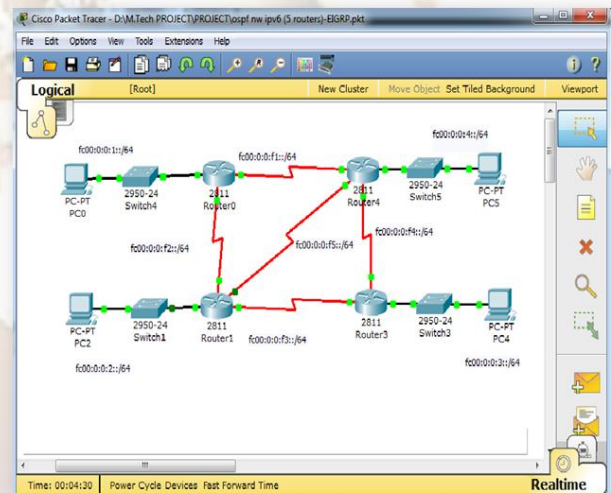 Cisco Packet Tracer - D:\M.Tech PROJECT\PROJECT\ospf nw ipv6 (5 routers)-EIGRP.pkt
File Edit Options View Tools Extensions Help
Logical [Root] New Cluster Move Object Set Tiled Background Viewport
fc00:0:0:1::/64
fc00:0:0:f1::/64
fc00:0:0:4::/64
PC-PT
PC0
2950-24
Switch4
2811
Router0
2811
Router4
2950-24
Switch5
PC-PT
PC5
fc00:0:0:f2::/64
fc00:0:0:f5::/64
fc00:0:0:f4::/64
PC-PT
PC2
2950-24
Switch1
2811
Router1
fc00:0:0:f3::/64
2811
Router3
2950-24
Switch3
PC-PT
PC4
fc00:0:0:2::/64
fc00:0:0:3::/64
Time: 00:04:30 Power Cycle Devices Fast Forward Time Realtime